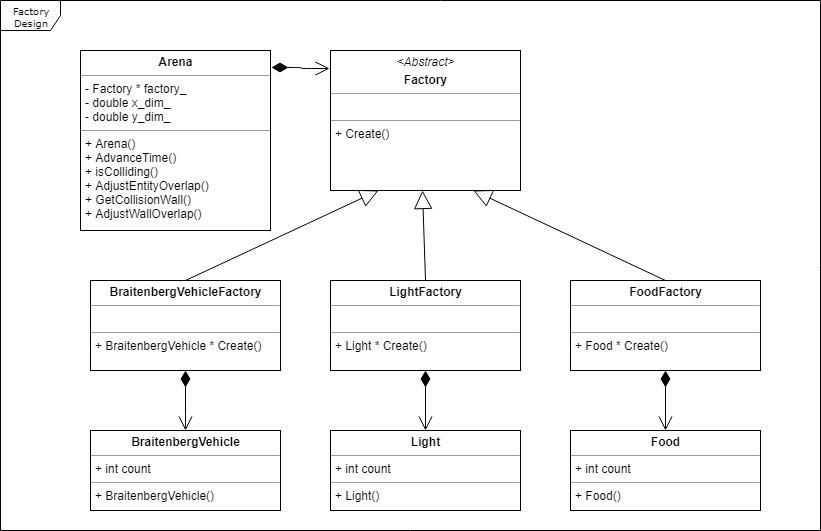 Factory
Design
Arena
- Factory * factory_
- double x_dim_
- double y_dim_
+ Arena()
+ AdvanceTime()
+ isColliding()
+ AdjustEntityOverlap()
+ GetCollisionWall()
+ AdjustWallOverlap()
<Abstract>
Factory
+ Create()
BraitenbergVehicleFactory
+ BraitenbergVehicle * Create()
LightFactory
+ Light * Create()
FoodFactory
+ Food * Create()
BraitenbergVehicle
+ int count
+ BraitenbergVehicle()
Light
+ int count
+ Light()
Food
+ int count
+ Food()